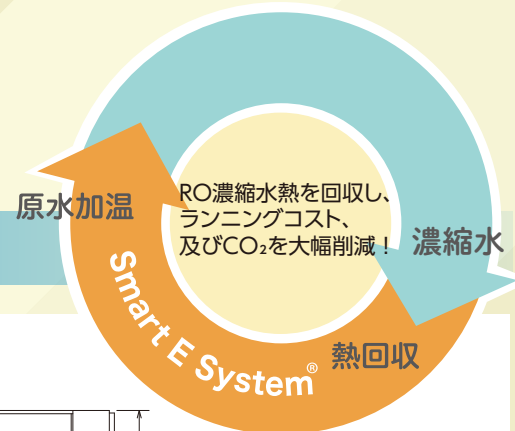 原水加温
RO濃縮水熱を回収し、
ランニングコスト、
及びCO₂を大幅削減！
濃縮水
熱回収
Smart E System®